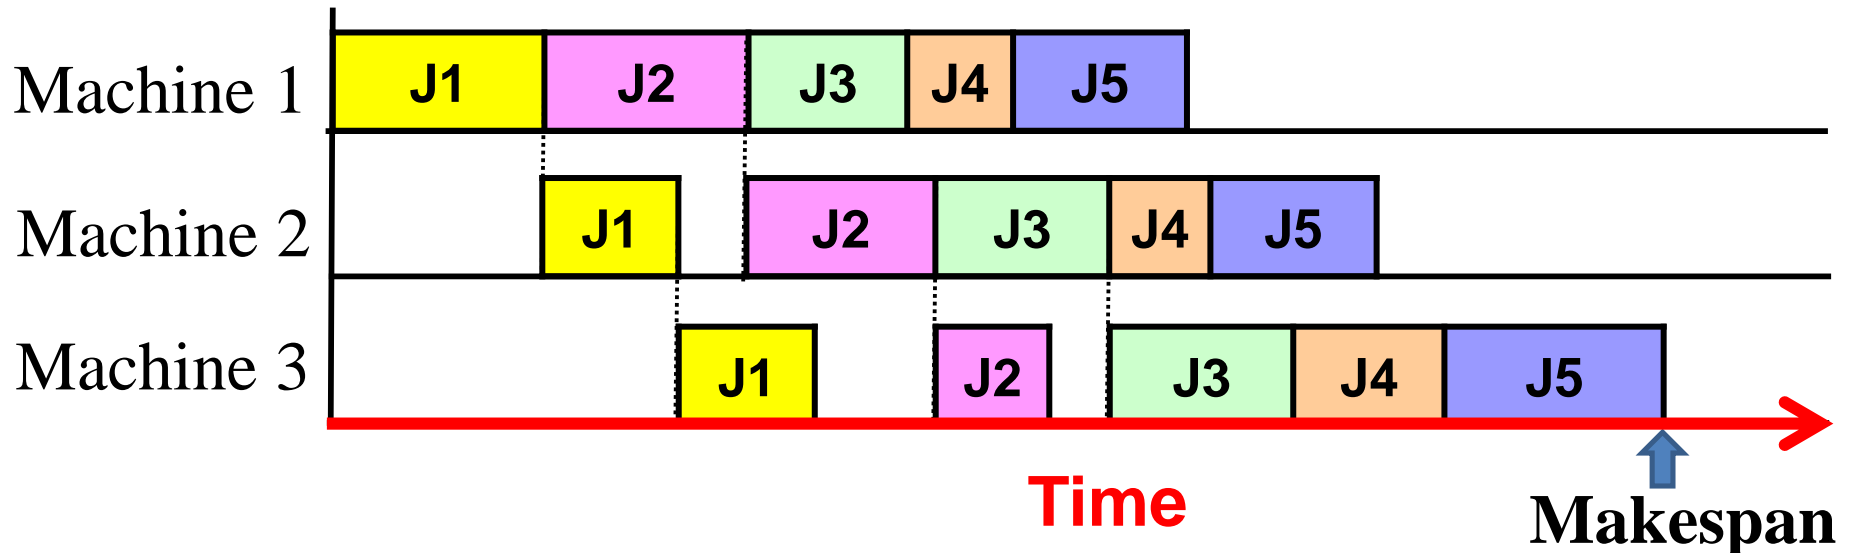 Machine 1 J1 J2 J3 J4 J5
Machine 2 J1 J2 J3 J4 J5
Machine 3 J1 J2 J3 J4 J5
Time
Makespan